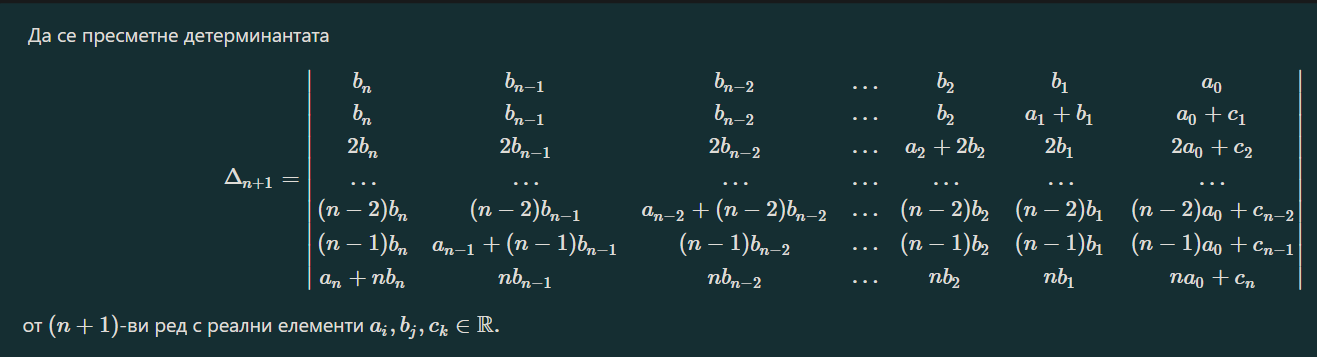 Да се пресметне детерминантата
b_n b_{n−1} b_{n−2} … b_2 b_1 a_0
b_n b_{n−1} b_{n−2} … b_2 a_1 + b_1 a_0 + c_1
2b_n 2b_{n−1} 2b_{n−2} … a_2 + 2b_2 2b_1 2a_0 + c_2
Δ_{n+1} = … … … … … … …
(n − 2)b_n (n − 2)b_{n−1} a_{n−2} + (n − 2)b_{n−2} … (n − 2)b_2 (n − 2)b_1 (n − 2)a_0 + c_{n−2}
(n − 1)b_n a_{n−1} + (n − 1)b_{n−1} (n − 1)b_{n−2} … (n − 1)b_2 (n − 1)b_1 (n − 1)a_0 + c_{n−1}
a_n + nb_n nb_{n−1} nb_{n−2} … nb_2 nb_1 na_0 + c_n
от (n + 1)-ви ред с реални елементи a_i, b_j, c_k ∈ ℝ.